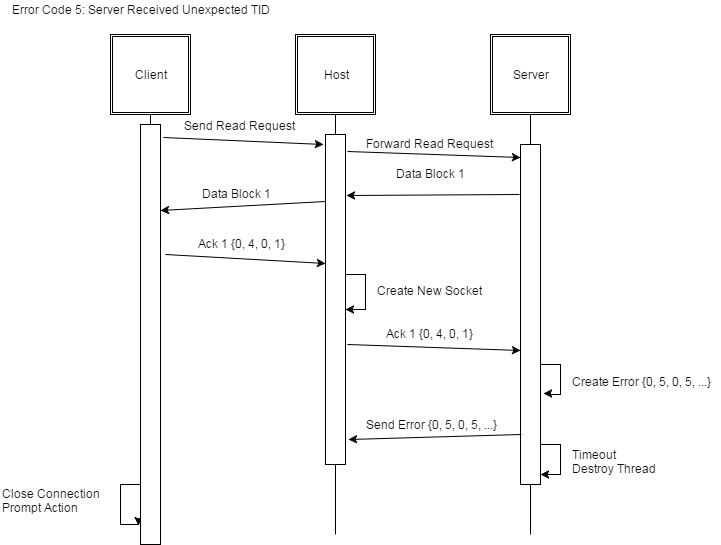 Error Code 5: Server Received Unexpected TID
Client
Host
Server
Send Read Request
Forward Read Request
Data Block 1
Data Block 1
Ack 1 {0, 4, 0, 1}
Create New Socket
Ack 1 {0, 4, 0, 1}
Create Error {0, 5, 0, 5, ...}
Send Error {0, 5, 0, 5, ...}
Timeout
Destroy Thread
Close Connection
Prompt Action